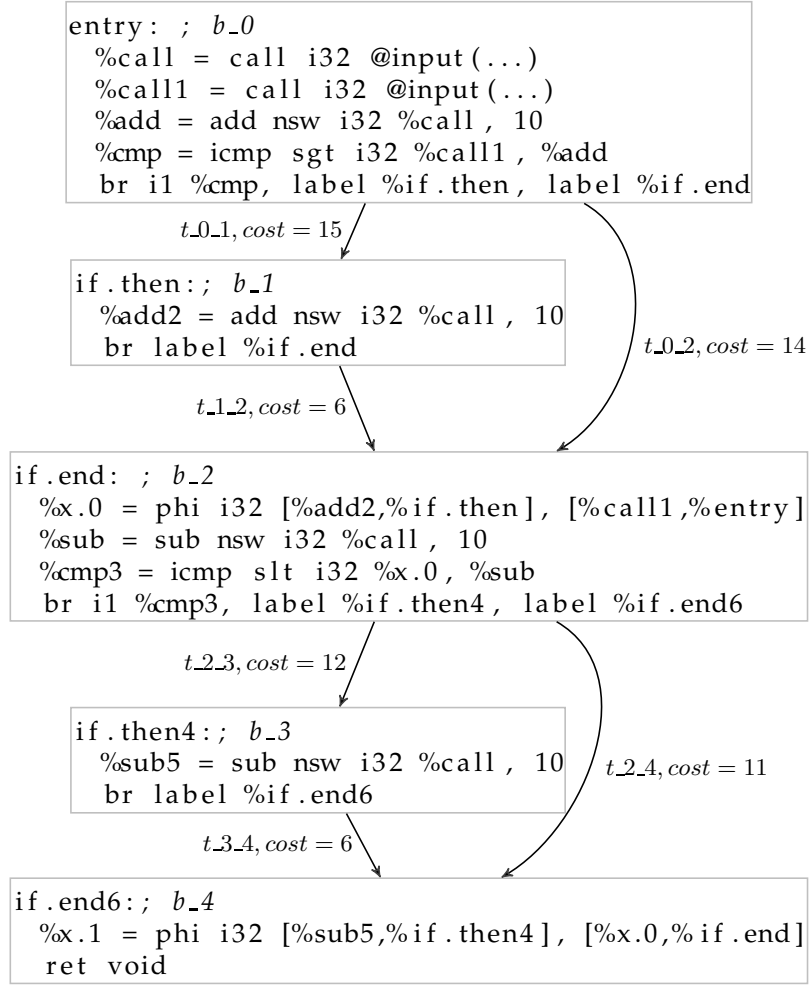 entry: ; b_0
%call = call i32 @input(...)
%call1 = call i32 @input(...)
%add = add nsw i32 %call, 10
%cmp = icmp sgt i32 %call1, %add
br i1 %cmp, label %if.then, label %if.end
t_0_1, cost = 15
if.then:; b_1
%add2 = add nsw i32 %call, 10
br label %if.end
t_0_2, cost = 14
t_1_2, cost = 6
if.end: ; b_2
%x.0 = phi i32 [%add2,%if.then], [%call1,%entry]
%sub = sub nsw i32 %call, 10
%cmp3 = icmp slt i32 %x.0, %sub
br i1 %cmp3, label %if.then4, label %if.end6
t_2_3, cost = 12
if.then4:; b_3
%sub5 = sub nsw i32 %call, 10
br label %if.end6
t_2_4, cost = 11
t_3_4, cost = 6
if.end6:; b_4
%x.1 = phi i32 [%sub5,%if.then4], [%x.0,%if.end]
ret void